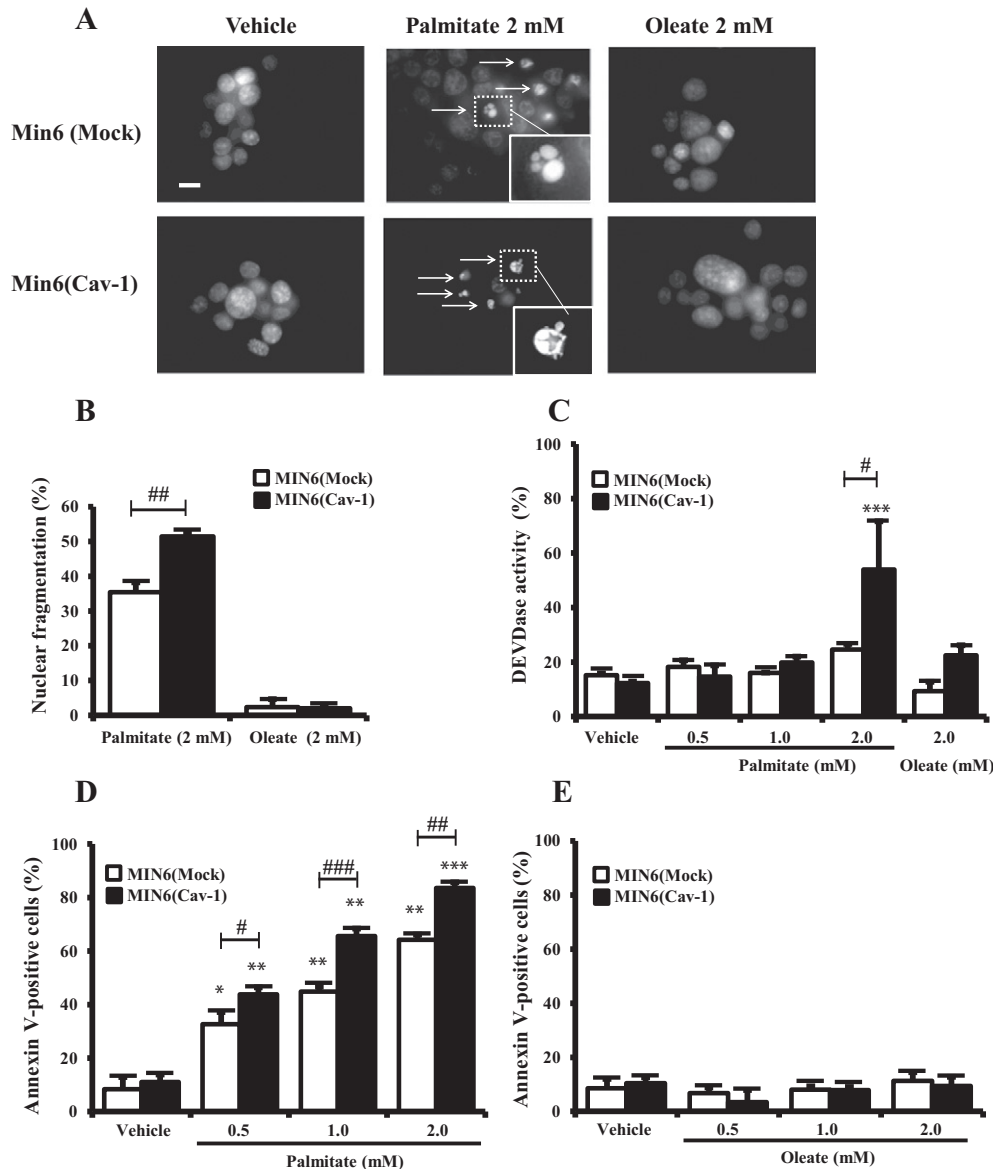 A
Vehicle Palmitate 2 mM Oleate 2 mM
Min6 (Mock)
Min6(Cav-1)
B
MIN6(Mock)
MIN6(Cav-1)
Nuclear fragmentation (%)
60
50
40
30
20
10
0
##
Palmitate (2 mM) Oleate (2 mM)
C
MIN6(Mock)
MIN6(Cav-1)
DEVDase activity (%)
100
80
60
40
20
0
#
***
Vehicle 0.5 1.0 2.0 2.0
Palmitate (mM) Oleate (mM)
D
MIN6(Mock)
MIN6(Cav-1)
Annexin V-positive cells (%)
100
80
60
40
20
0
#
###
##
* ** ** ** ** ***
Vehicle 0.5 1.0 2.0
Palmitate (mM)
E
MIN6(Mock)
MIN6(Cav-1)
Annexin V-positive cells (%)
100
80
60
40
20
0
Vehicle 0.5 1.0 2.0
Oleate (mM)